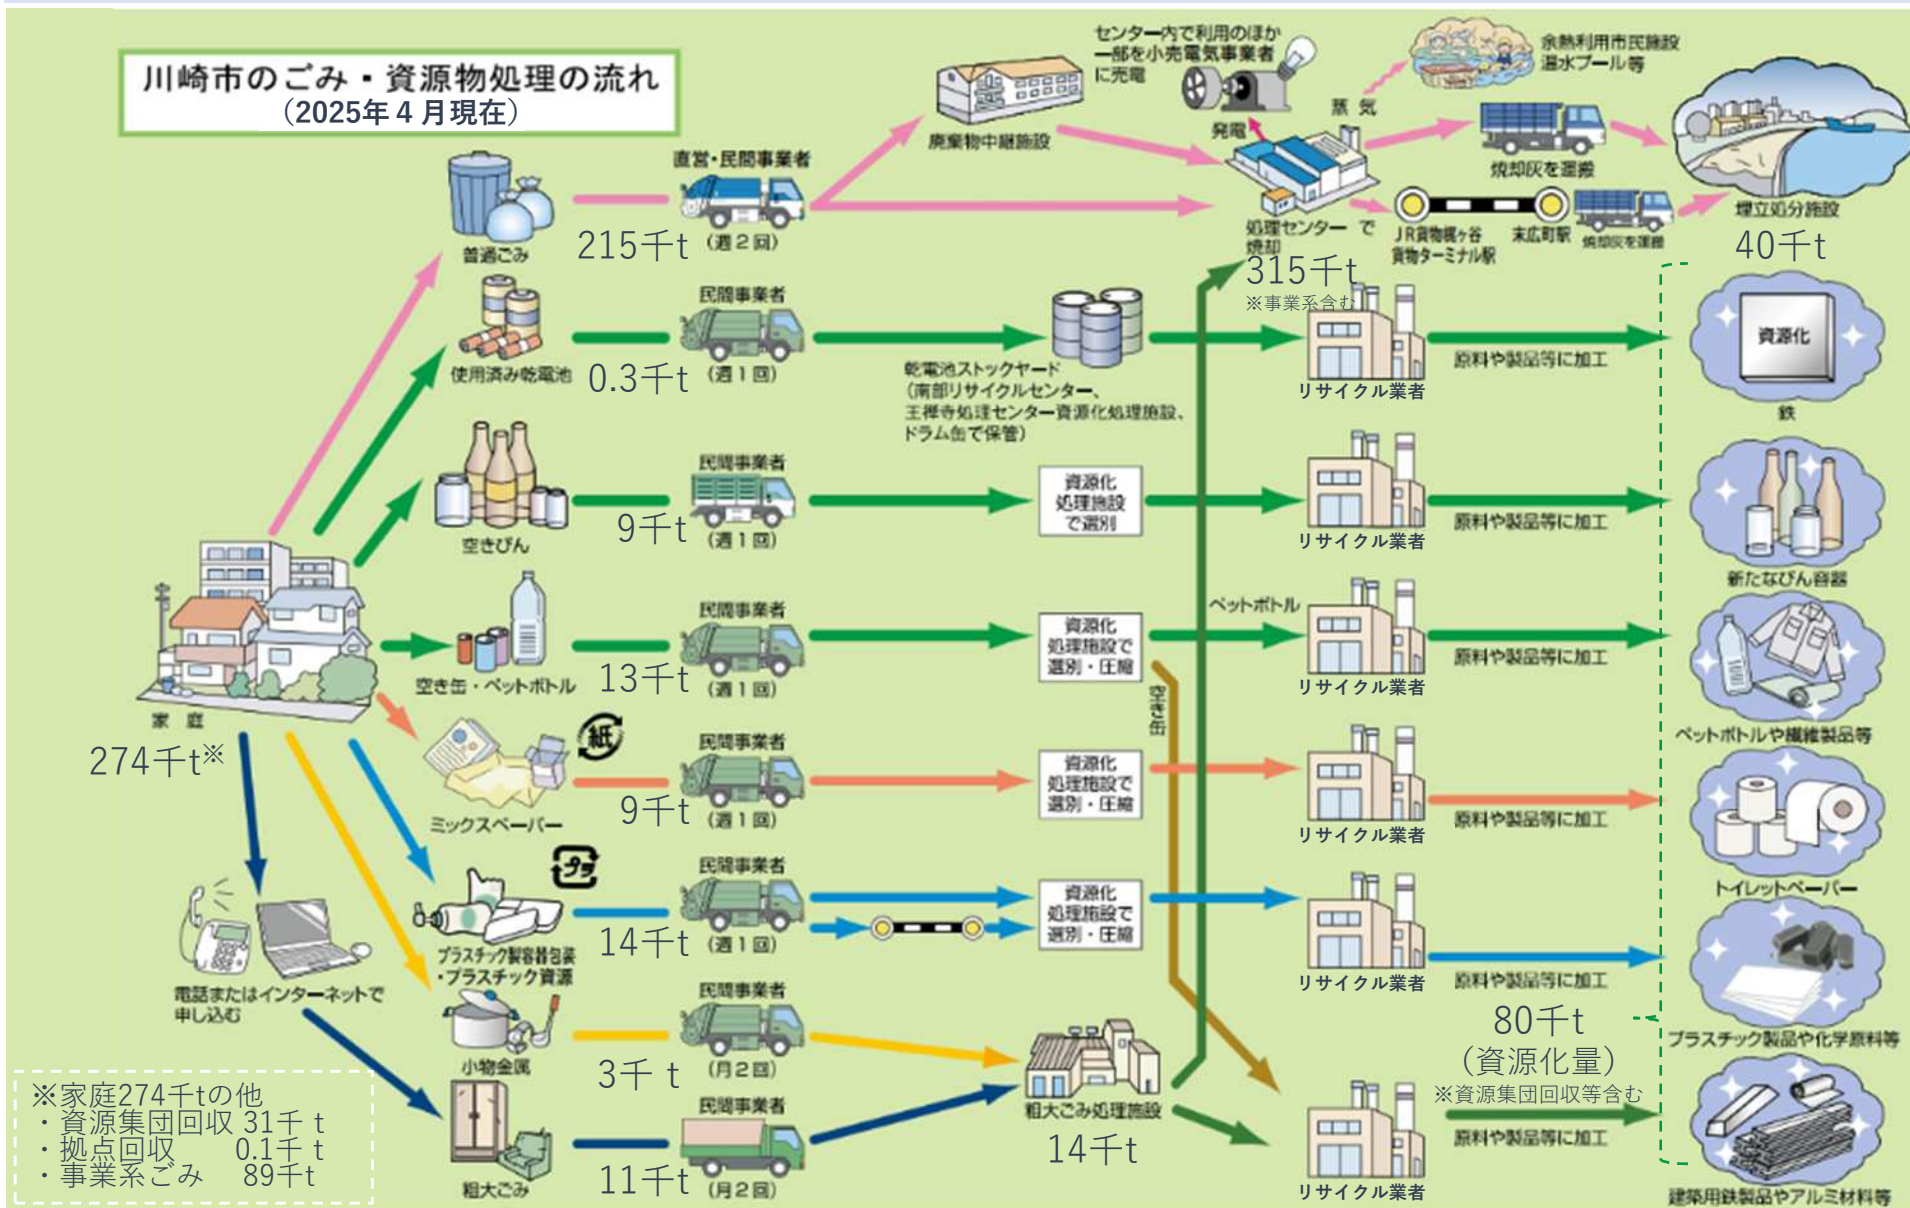 川崎市のごみ・資源物処理の流れ
（2025年４月現在）
センター内で利用のほか
一部を小売電気事業者
に売電
余熱利用市民施設
温水プール等
発電
蒸 気
廃棄物中継施設
焼却灰を運搬
処理センター で
焼却
315千t
※事業系含む
JR貨物梶ヶ谷
貨物ターミナル駅
末広町駅
焼却灰を運搬
埋立処分施設
40千t
普通ごみ
215千t
直営・民間事業者
（週２回）
使用済み乾電池
0.3千t
民間事業者
（週１回）
乾電池ストックヤード
（南部リサイクルセンター、
王禅寺処理センター資源化処理施設、
ドラム缶で保管）
リサイクル業者
原料や製品等に加工
資源化
鉄
空きびん
9千t
民間事業者
（週１回）
資源化
処理施設
で選別
リサイクル業者
原料や製品等に加工
新たなびん容器
家 庭
274千t※
空き缶・ペットボトル
13千t
民間事業者
（週１回）
資源化
処理施設で
選別・圧縮
ペットボトル
空き缶
リサイクル業者
原料や製品等に加工
ペットボトルや繊維製品等
ミックスペーパー
紙
9千t
民間事業者
（週１回）
資源化
処理施設で
選別・圧縮
リサイクル業者
原料や製品等に加工
トイレットペーパー
プラ
プラスチック製容器包装
・プラスチック資源
14千t
民間事業者
（週１回）
資源化
処理施設で
選別・圧縮
リサイクル業者
原料や製品等に加工
プラスチック製品や化学原料等
電話またはインターネットで
申し込む
小物金属
3千ｔ
民間事業者
（月２回）
粗大ごみ
11千t
民間事業者
（月２回）
粗大ごみ処理施設
14千t
リサイクル業者
80千t
（資源化量）
※資源集団回収等含む
原料や製品等に加工
建築用鉄製品やアルミ材料等
※家庭274千tの他
・資源集団回収 31千ｔ
・拠点回収 0.1千ｔ
・事業系ごみ 89千t